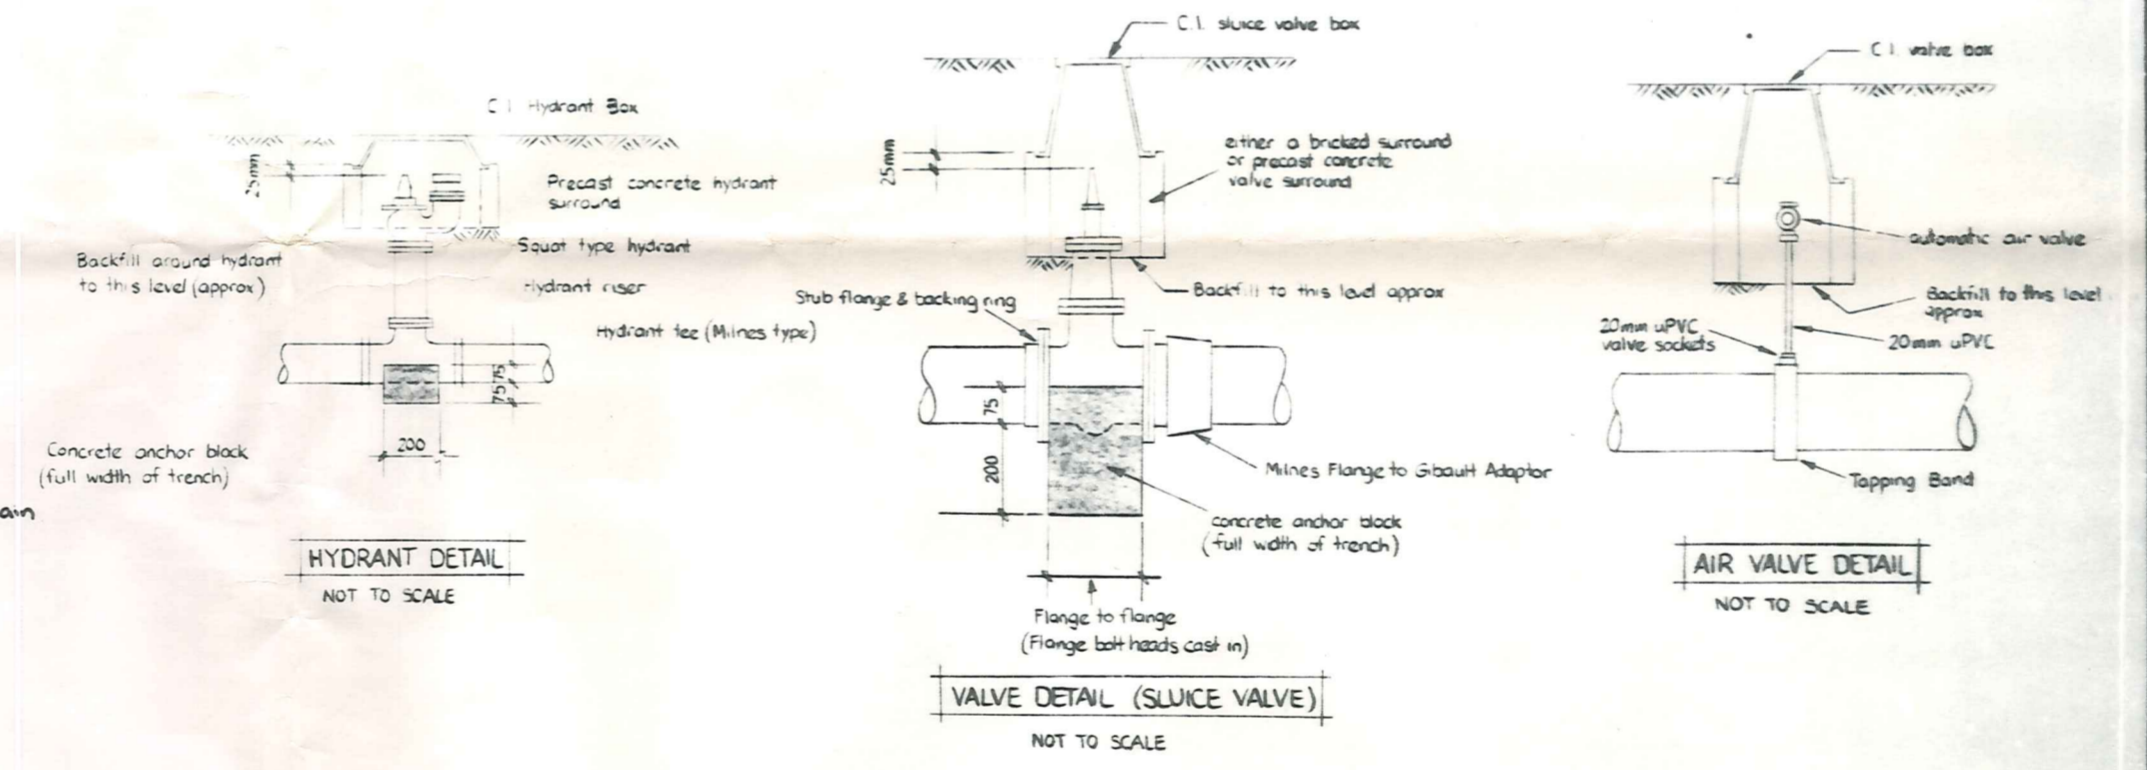 C.I. Hydrant Box
25mm
Precast concrete hydrant
surround
Squat type hydrant
Backfill around hydrant
to this level (approx)
Hydrant riser
Hydrant tee (Milnes type)
75 75
200
Concrete anchor block
(full width of trench)
HYDRANT DETAIL
NOT TO SCALE
C.I. sluice valve box
25mm
either a bricked surround
or precast concrete
valve surround
Backfill to this level approx
Stub flange & backing ring
75
200
Milnes Flange to Gibault Adaptor
concrete anchor block
(full width of trench)
Flange to flange
(Flange bolt heads cast in)
VALVE DETAIL (SLUICE VALVE)
NOT TO SCALE
C.I. valve box
automatic air valve
Backfill to this level
approx
20mm uPVC
valve sockets
20mm uPVC
Tapping Band
AIR VALVE DETAIL
NOT TO SCALE